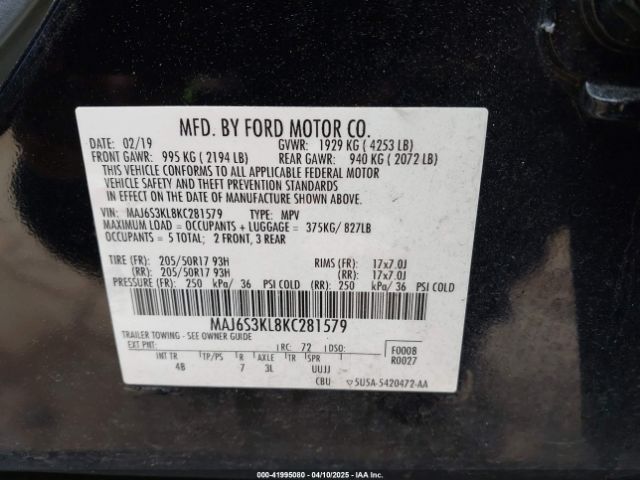 MFD. BY FORD MOTOR CO.
DATE: 02/19 GVWR: 1929 KG ( 4253 LB)
FRONT GAWR: 995 KG ( 2194 LB) REAR GAWR: 940 KG ( 2072 LB)
THIS VEHICLE CONFORMS TO ALL APPLICABLE FEDERAL MOTOR
VEHICLE SAFETY AND THEFT PREVENTION STANDARDS
IN EFFECT ON THE DATE OF MANUFACTURE SHOWN ABOVE.
VIN: MAJ6S3KL8KC281579 TYPE: MPV
MAXIMUM LOAD = OCCUPANTS + LUGGAGE = 375KG/ 827LB
OCCUPANTS = 5 TOTAL; 2 FRONT, 3 REAR
TIRE (FR): 205/50R17 93H RIMS (FR): 17x7.0J
(RR): 205/50R17 93H (RR): 17x7.0J
PRESSURE (FR): 250 kPa/ 36 PSI COLD (RR): 250 kPa/ 36 PSI COLD
MAJ6S3KL8KC281579
TRAILER TOWING - SEE OWNER GUIDE
EXT PNT: RC: 72 DSO: F0008
R0027
INT TR TP/PS R AXLE TR SPR
4B 7 3L UUJJ
CBU ▽5U5A-5420472-AA
000-41995080 - 04/10/2025 - IAA, Inc.